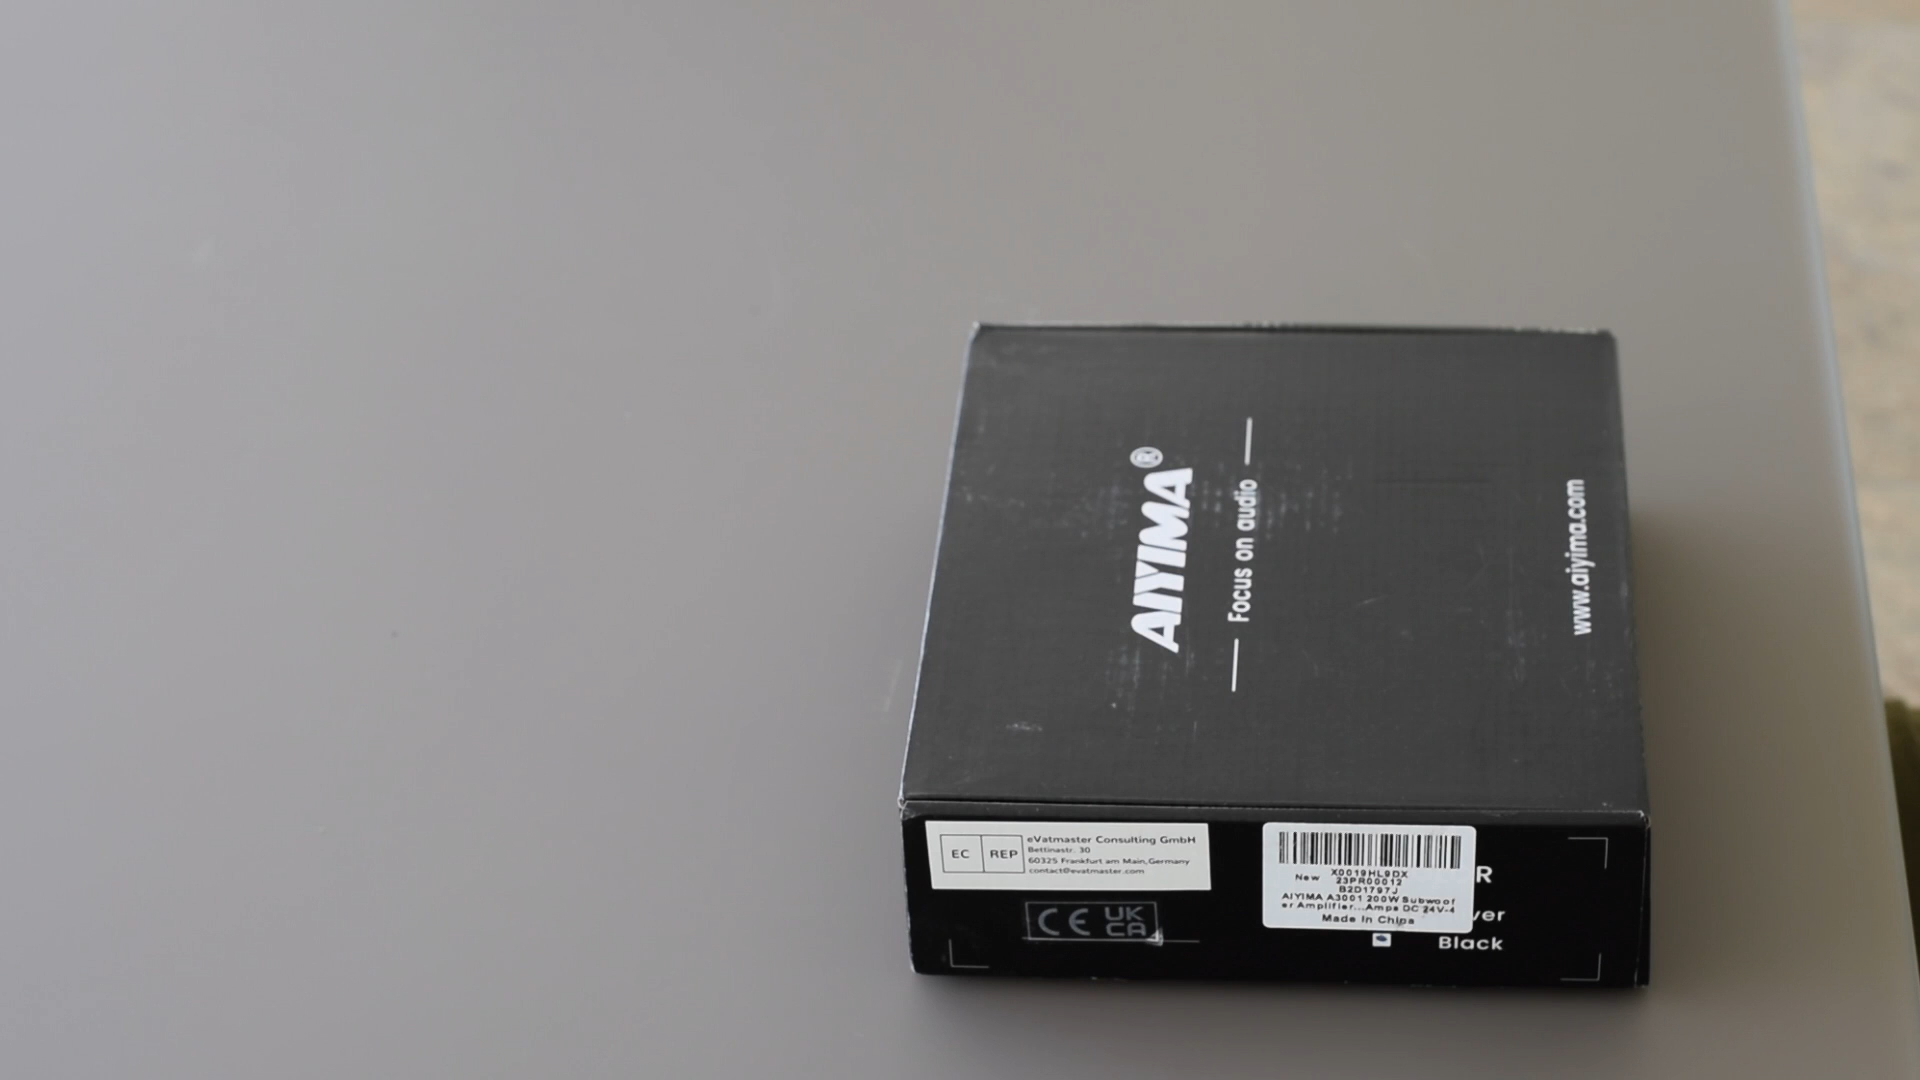 AIYIMA®
Focus on audio
www.aiyima.com
EC REP
eVatmaster Consulting GmbH
Bettinastr. 30
60325 Frankfurt am Main,Germany
contact@evatmaster.com
CE UK
CA
X0019HL9DX
New 23PR00012
B2D1797J
AIYIMA A3001 200W Subwoof
er Amplifier...Amps DC 24V-4
Made In China
R
ver
Black